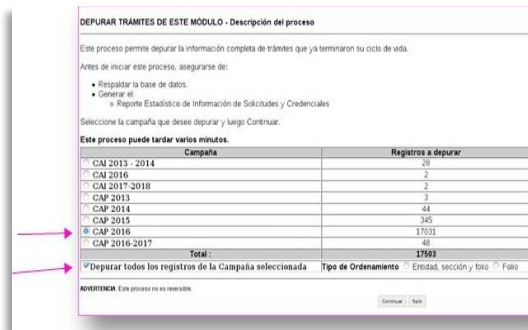 DEPURAR TRÁMITES DE ESTE MÓDULO - Descripción del proceso
Este proceso permite depurar la información completa de trámites que ya terminaron su ciclo de vida.
Antes de iniciar este proceso, asegurarse de:
Respaldar la base de datos.
Generar el:
Reporte Estadístico de Información de Solicitudes y Credenciales
Seleccione la campaña que desee depurar y luego Continuar.
Este proceso puede tardar varios minutos.
Campaña Registros a depurar
CAI 2013 - 2014 28
CAI 2016 2
CAI 2017-2018 2
CAP 2013 3
CAP 2014 44
CAP 2015 345
CAP 2016 17031
CAP 2016-2017 48
Total : 17503
Depurar todos los registros de la Campaña seleccionada Tipo de Ordenamiento Entidad, sección y folio Folio
ADVERTENCIA: Este proceso no es reversible.
Continuar Salir